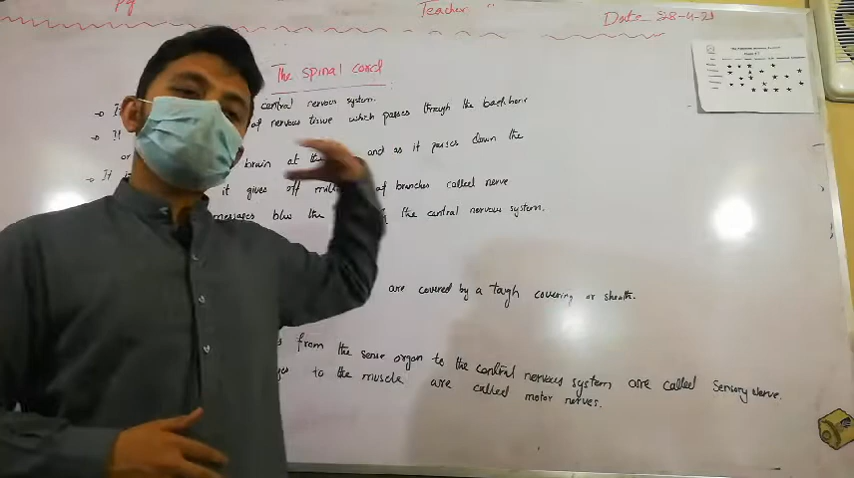 Pg
Teacher "
Date 28-4-21
The spinal cord
central nervous system.
of nervous tissue which passes through the backbone
brain at the and as it passes down the
it gives off of branches called nerve
messages b/w the the central nervous system.
are covered by a tough covering or sheath.
from the sense organ to the central nervous system are called Sensory Nerve.
to the muscle are called motor nerves.